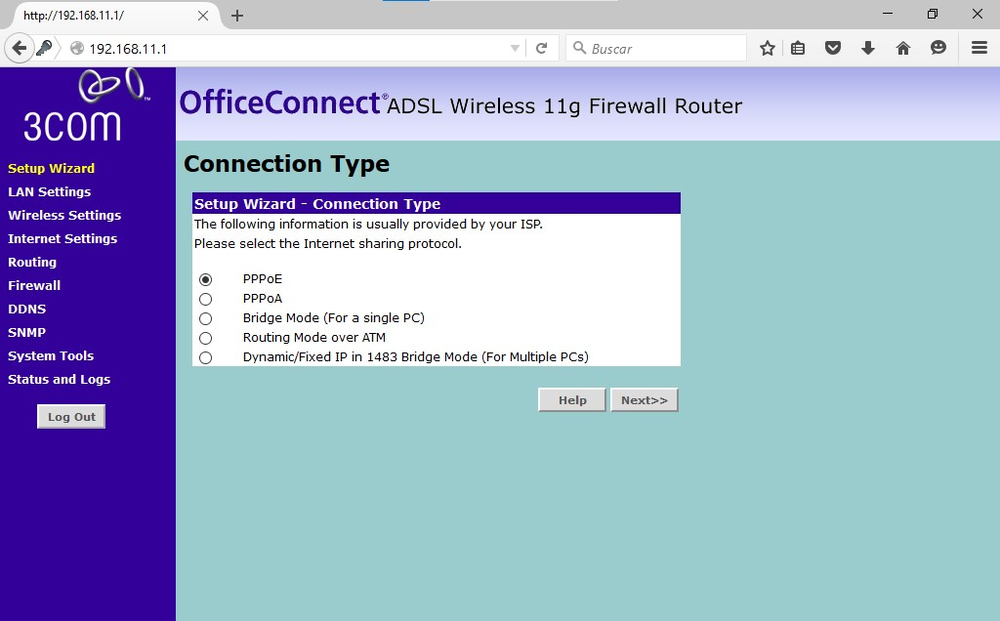 http://192.168.11.1/
192.168.11.1
Buscar
3COM™
OfficeConnect® ADSL Wireless 11g Firewall Router
Setup Wizard
LAN Settings
Wireless Settings
Internet Settings
Routing
Firewall
DDNS
SNMP
System Tools
Status and Logs
Log Out
Connection Type
Setup Wizard - Connection Type
The following information is usually provided by your ISP.
Please select the Internet sharing protocol.
PPPoE
PPPoA
Bridge Mode (For a single PC)
Routing Mode over ATM
Dynamic/Fixed IP in 1483 Bridge Mode (For Multiple PCs)
Help
Next>>